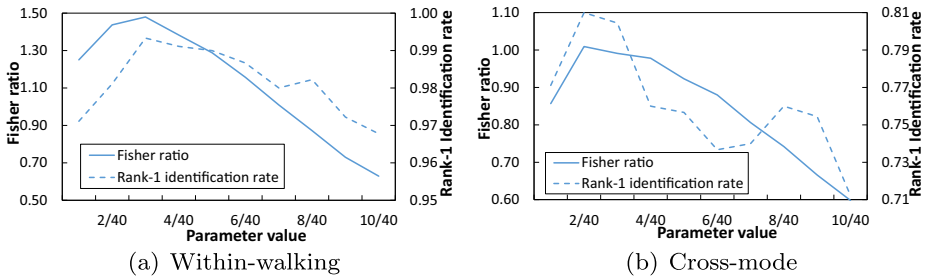 1.50
1.30
1.10
0.90
0.70
0.50
Fisher ratio
1.00
0.99
0.98
0.97
0.96
0.95
Rank-1 Identification rate
Fisher ratio
Rank-1 identification rate
2/40 4/40 6/40 8/40 10/40
Parameter value
(a) Within-walking
1.10
1.00
0.90
0.80
0.70
0.60
Fisher ratio
0.81
0.79
0.77
0.75
0.73
0.71
Rank-1 Identification rate
Fisher ratio
Rank-1 identification rate
2/40 4/40 6/40 8/40 10/40
Parameter value
(b) Cross-mode